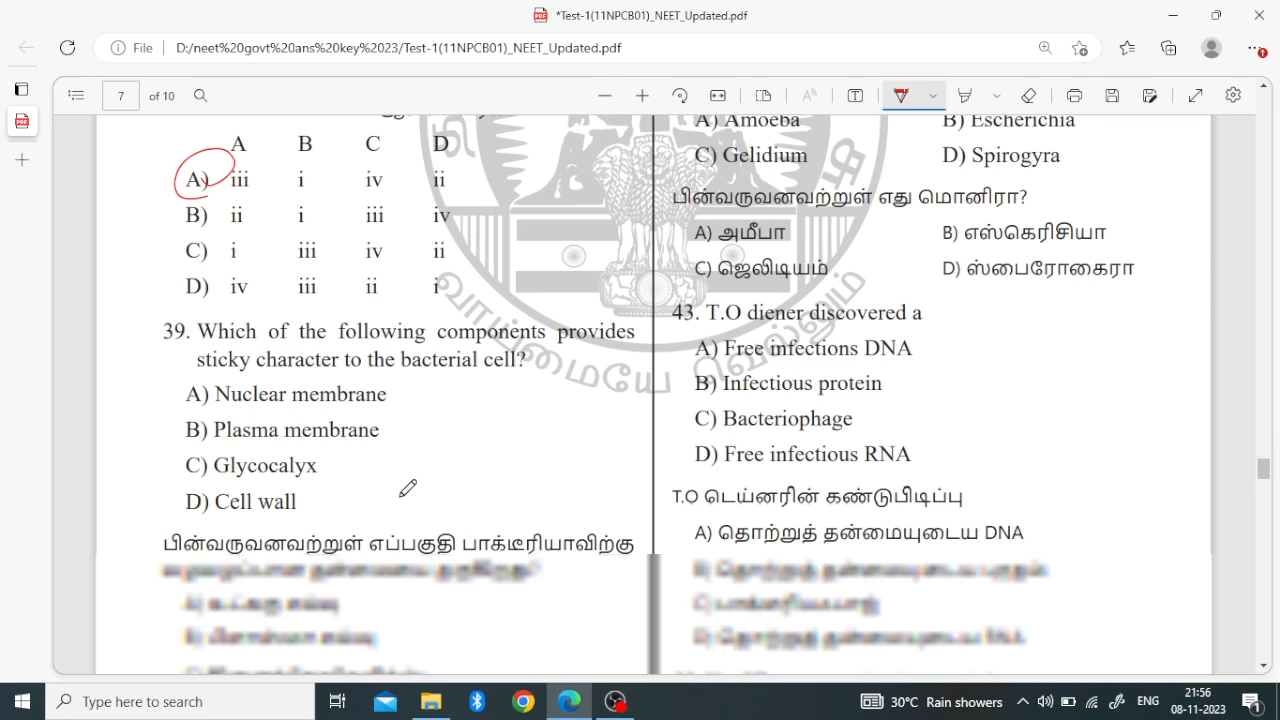 *Test-1(11NPCB01)_NEET_Updated.pdf
File D:/neet%20govt%20ans%20key%202023/Test-1(11NPCB01)_NEET_Updated.pdf
7 of 10
A B C D
A) iii i iv ii
B) ii i iii iv
C) i iii iv ii
D) iv iii ii i
39. Which of the following components provides
sticky character to the bacterial cell?
A) Nuclear membrane
B) Plasma membrane
C) Glycocalyx
D) Cell wall
பின்வருவனவற்றுள் எப்பகுதி பாக்டீரியாவிற்கு
A) Amoeba B) Escherichia
C) Gelidium D) Spirogyra
பின்வருவனவற்றுள் எது மொனிரா?
A) அமீபா B) எஸ்கெரிசியா
C) ஜெலிடியம் D) ஸ்பைரோகைரா
43. T.O diener discovered a
A) Free infections DNA
B) Infectious protein
C) Bacteriophage
D) Free infectious RNA
T.O டெய்னரின் கண்டுபிடிப்பு
A) தொற்றுத் தன்மையுடைய DNA
வாய்மையே வெல்லும்
Type here to search
30°C Rain showers ENG 21:56
08-11-2023
1